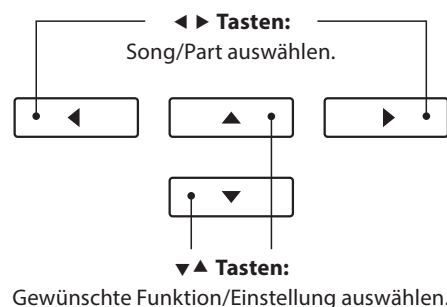 ◀ ▶ Tasten:
Song/Part auswählen.
◀
▲
▶
▼
▼▲ Tasten:
Gewünschte Funktion/Einstellung auswählen.